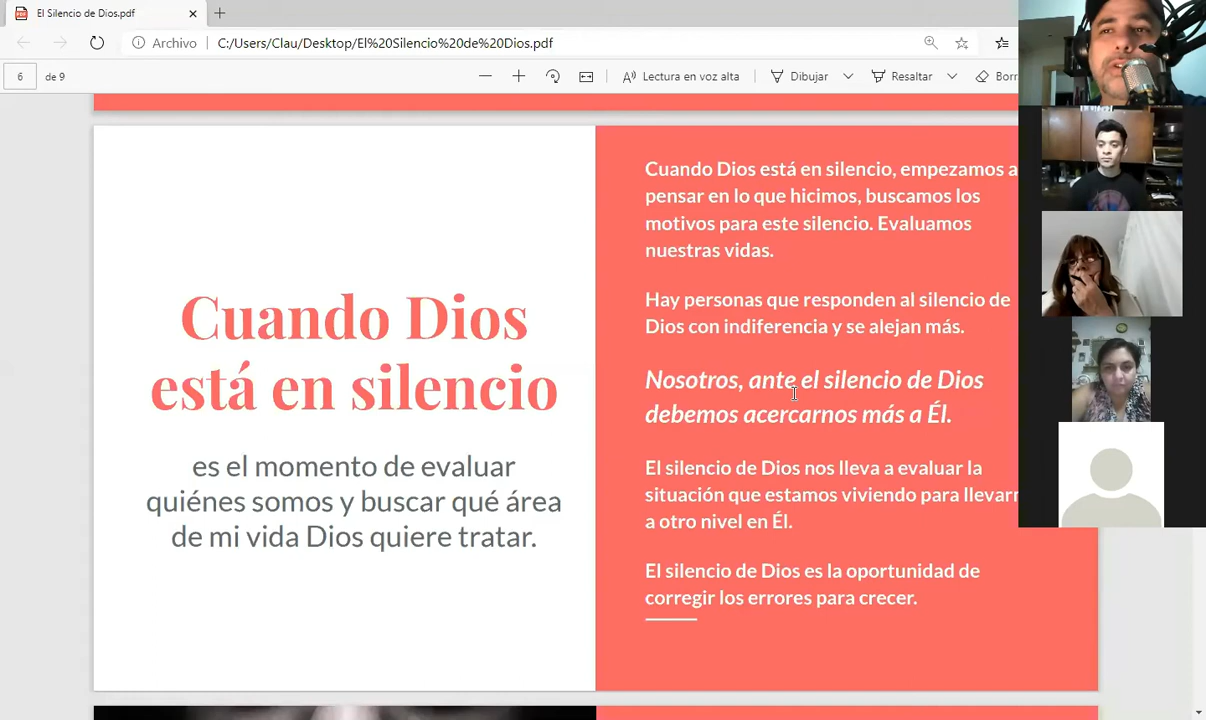 El Silencio de Dios.pdf
Archivo
C:/Users/Clau/Desktop/El%20Silencio%20de%20Dios.pdf
6
de 9
Lectura en voz alta
Dibujar
Resaltar
Borr
Cuando Dios
está en silencio
es el momento de evaluar
quiénes somos y buscar qué área
de mi vida Dios quiere tratar.
Cuando Dios está en silencio, empezamos a
pensar en lo que hicimos, buscamos los
motivos para este silencio. Evaluamos
nuestras vidas.
Hay personas que responden al silencio de
Dios con indiferencia y se alejan más.
Nosotros, ante el silencio de Dios
debemos acercarnos más a Él.
El silencio de Dios nos lleva a evaluar la
situación que estamos viviendo para llevarn
a otro nivel en Él.
El silencio de Dios es la oportunidad de
corregir los errores para crecer.